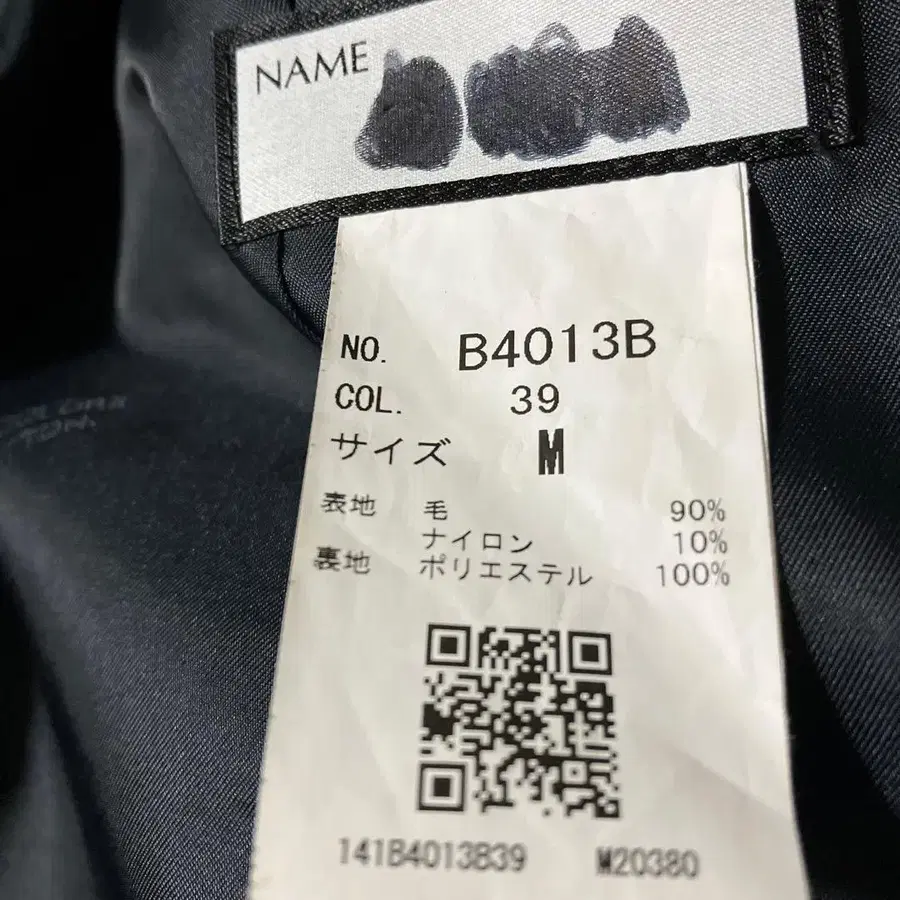 NAME
NO. B4013B
COL. 39
サイズ M
表地 毛 90%
ナイロン 10%
裏地 ポリエステル 100%
141B4013B39 M20380